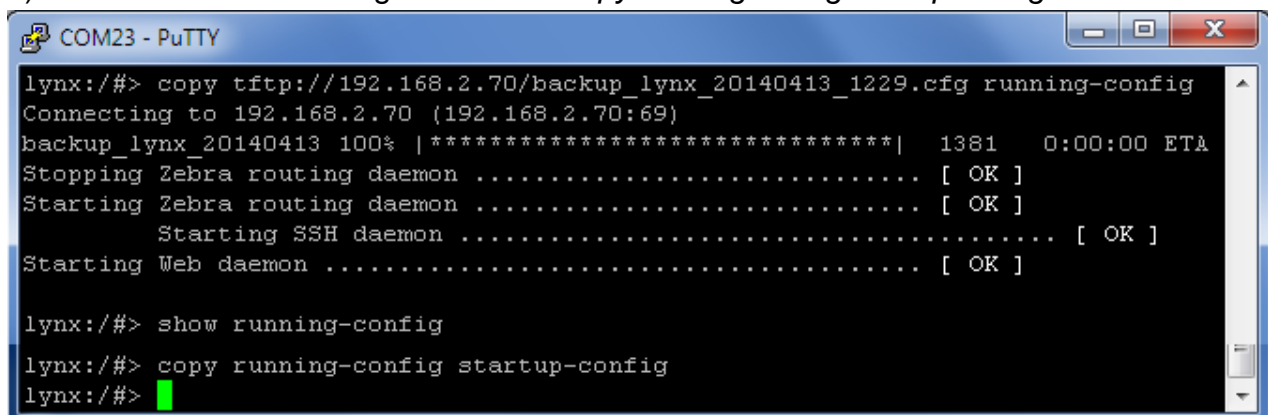 COM23 - PuTTY
lynx:/#> copy tftp://192.168.2.70/backup_lynx_20140413_1229.cfg running-config
Connecting to 192.168.2.70 (192.168.2.70:69)
backup_lynx_20140413 100% |*******************************| 1381 0:00:00 ETA
Stopping Zebra routing daemon .............................. [ OK ]
Starting Zebra routing daemon .............................. [ OK ]
Starting SSH daemon ........................................ [ OK ]
Starting Web daemon ........................................ [ OK ]
lynx:/#> show running-config
lynx:/#> copy running-config startup-config
lynx:/#>